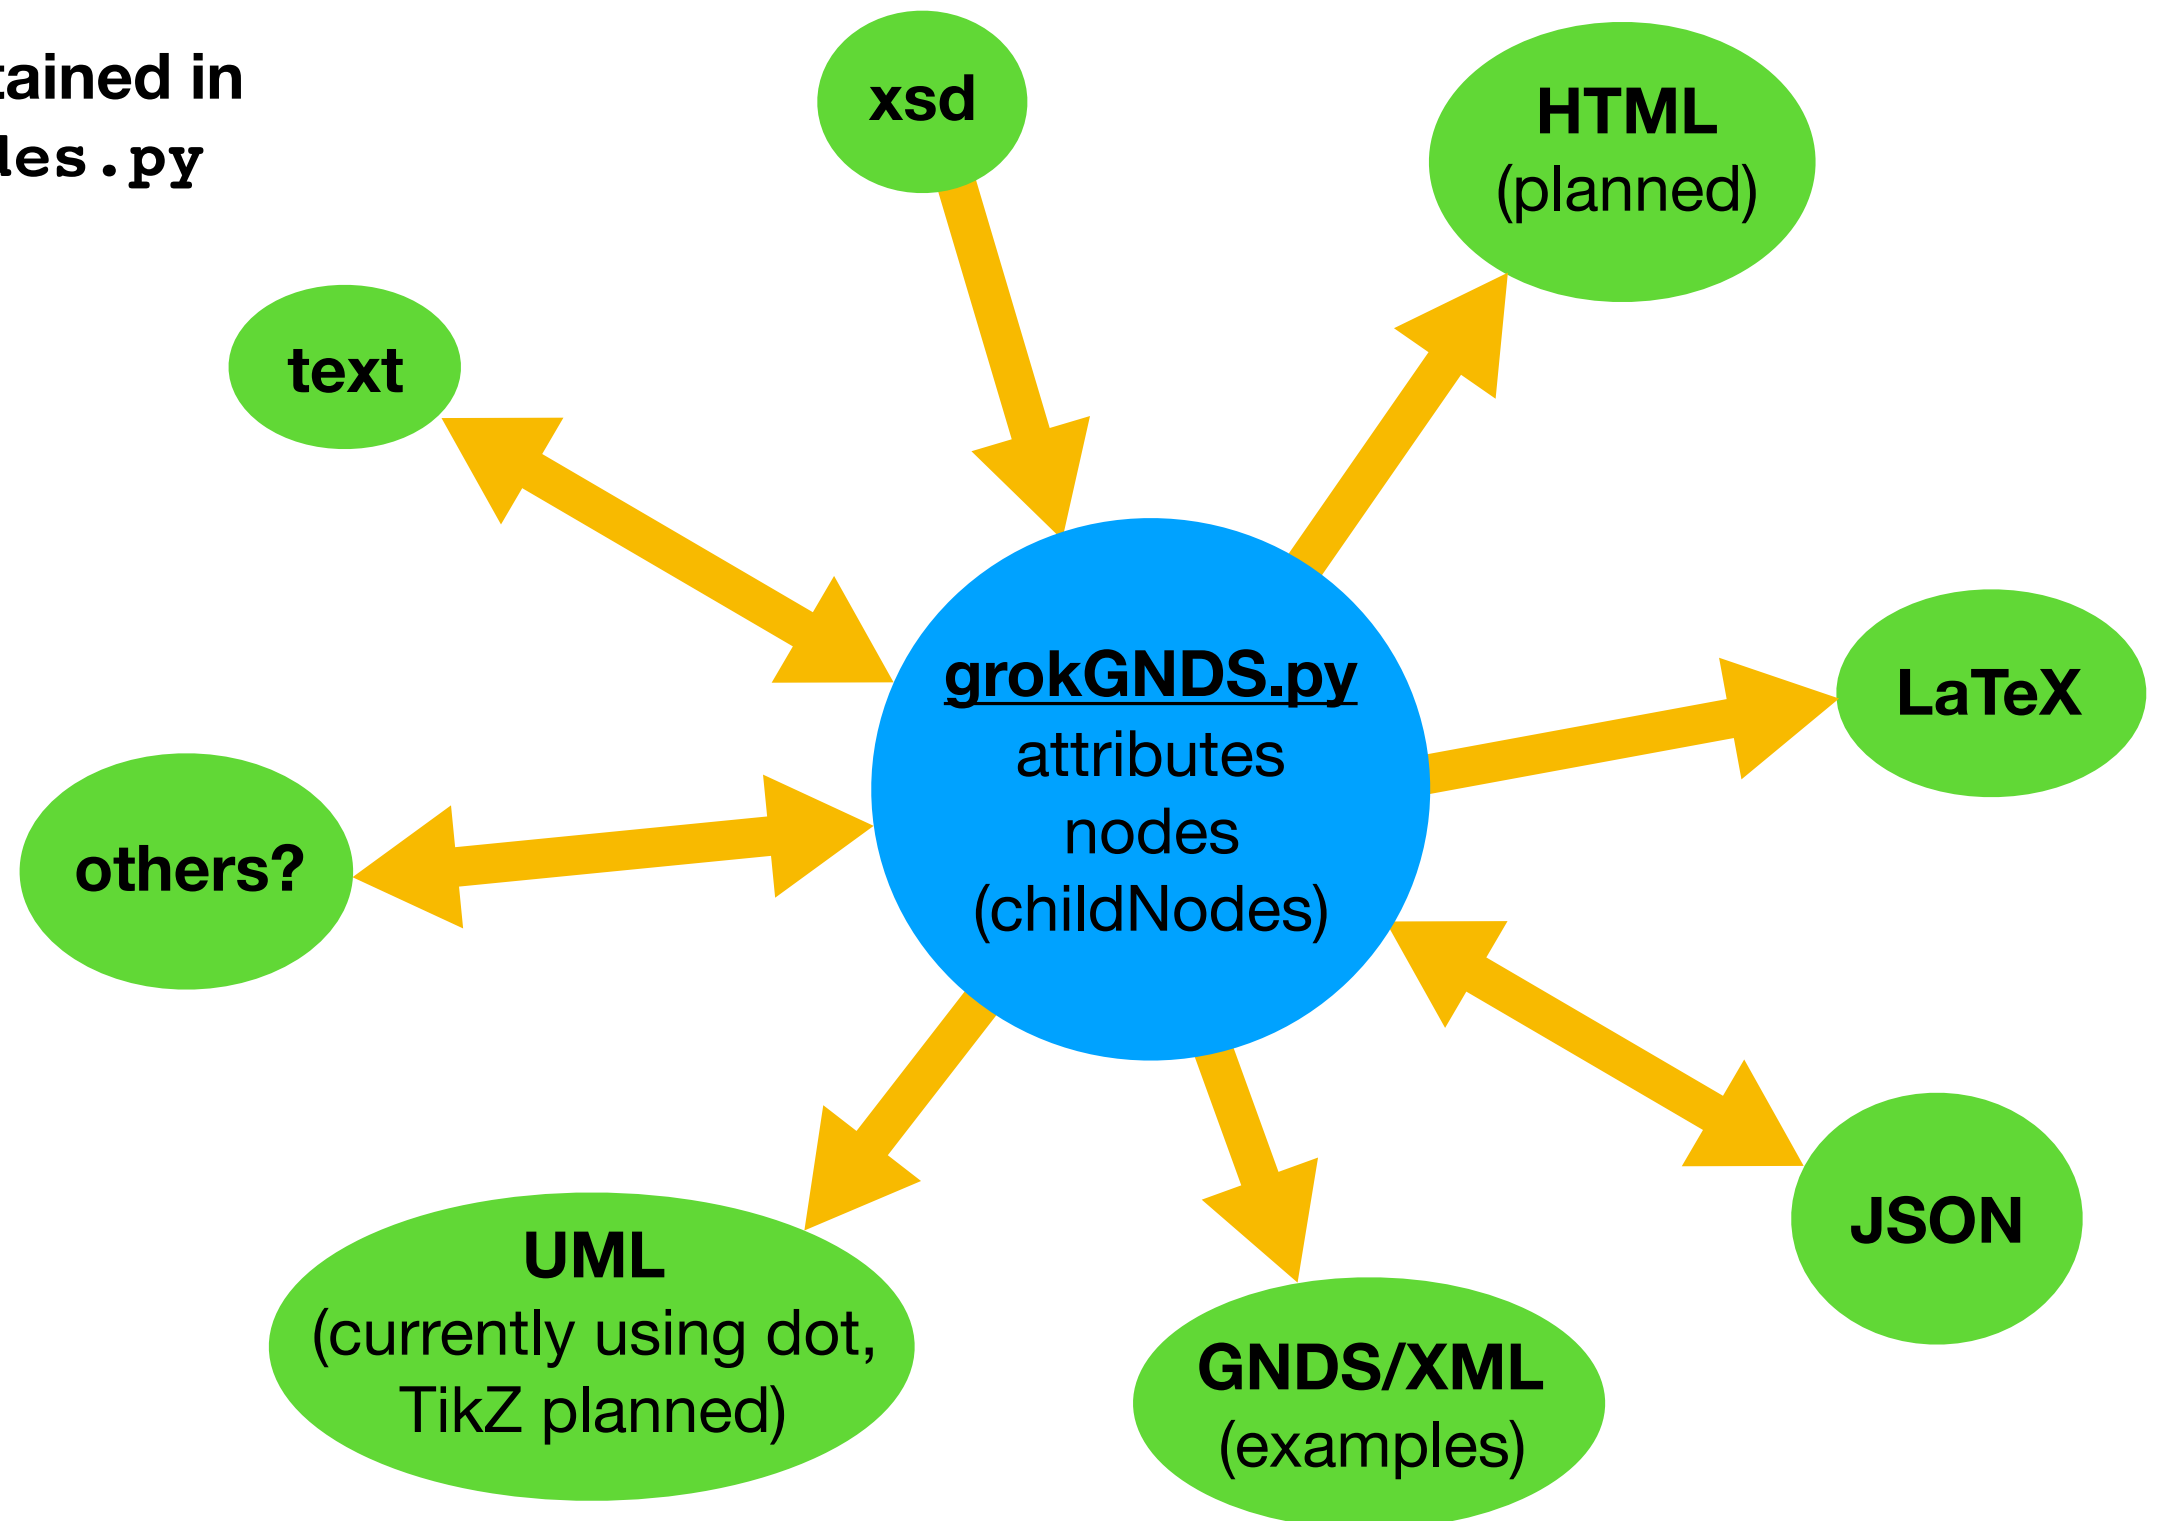 tained in
les.py
xsd
HTML
(planned)
text
grokGNDS.py
attributes
nodes
(childNodes)
LaTeX
others?
JSON
UML
(currently using dot,
TikZ planned)
GNDS/XML
(examples)